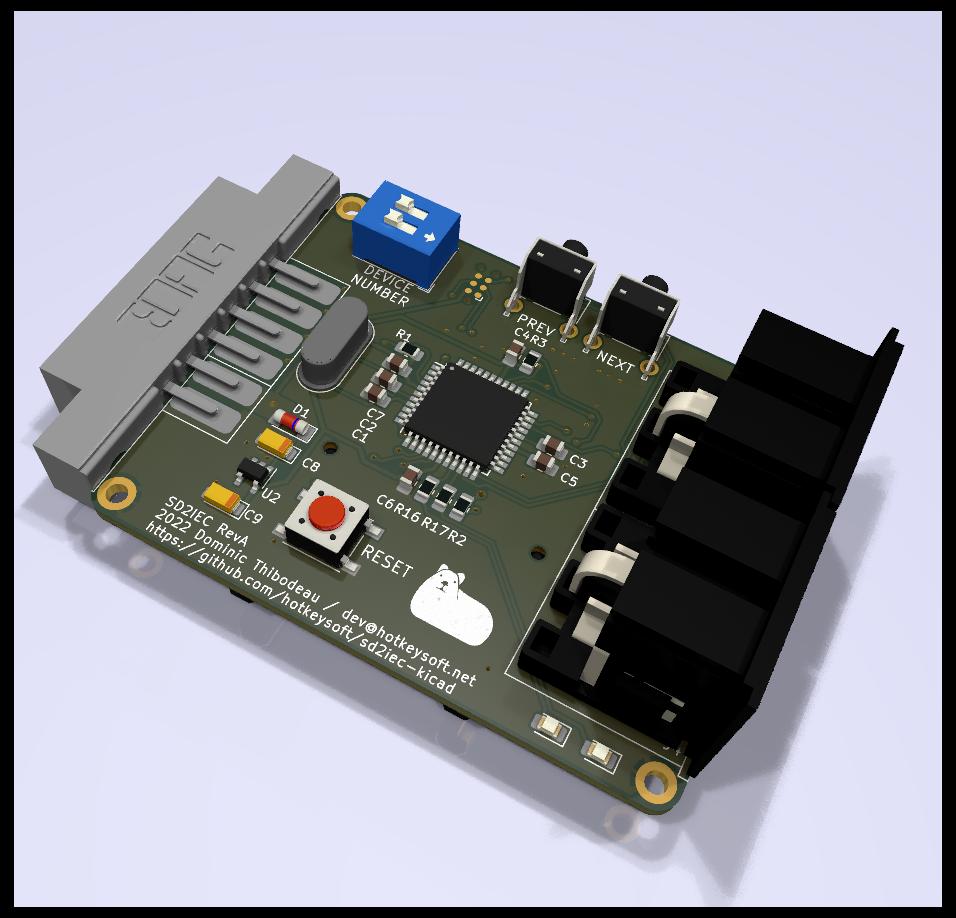 DEVICE
NUMBER
PREV
C4R3
NEXT
R1
C7
C2
C1
D1
C8
U2
C9
C3
C5
C6R16 R17R2
RESET
SD2IEC RevA
2022 Dominic Thibodeau / dev@hotkeysoft.net
https://github.com/hotkeysoft/sd2iec-kicad